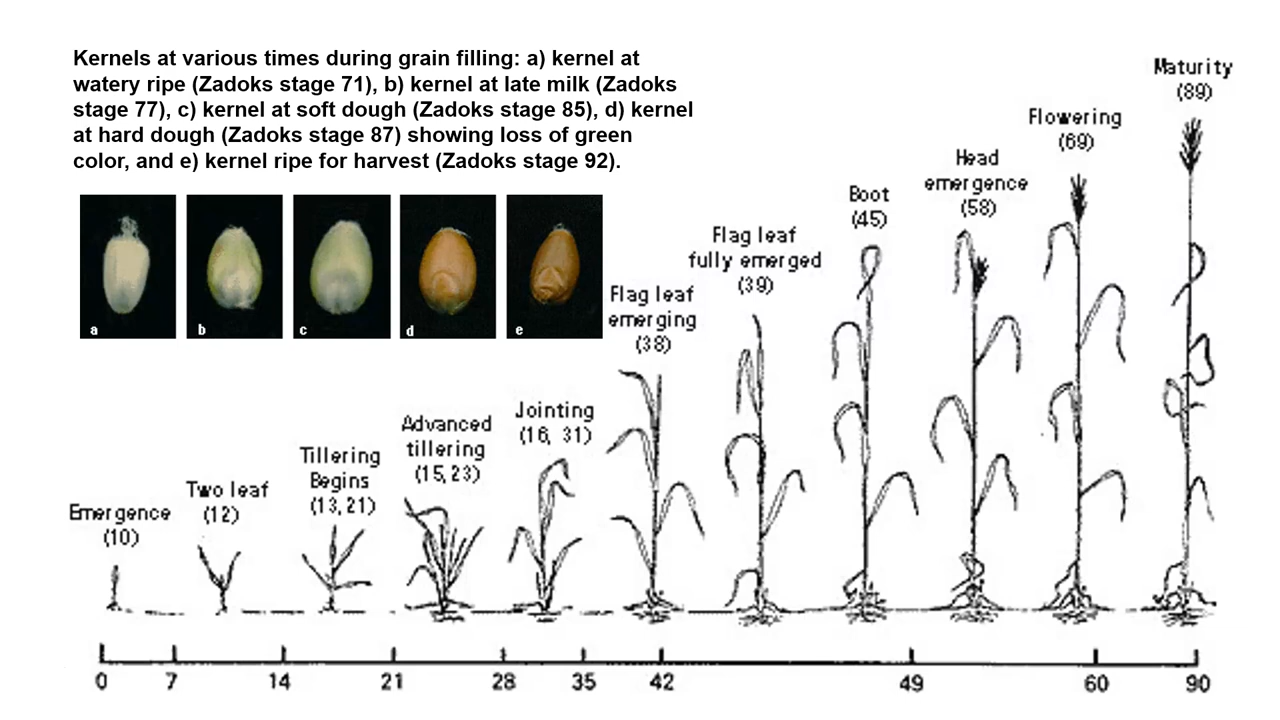 Kernels at various times during grain filling: a) kernel at
watery ripe (Zadoks stage 71), b) kernel at late milk (Zadoks
stage 77), c) kernel at soft dough (Zadoks stage 85), d) kernel
at hard dough (Zadoks stage 87) showing loss of green
color, and e) kernel ripe for harvest (Zadoks stage 92).
a b c d e
Emergence
(10)
Two leaf
(12)
Tillering
Begins
(13, 21)
Advanced
tillering
(15, 23)
Jointing
(16, 31)
Flag leaf
emerging
(38)
Flag leaf
fully emerged
(39)
Boot
(45)
Head
emergence
(58)
Flowering
(69)
Maturity
(89)
0 7 14 21 28 35 42 49 60 90